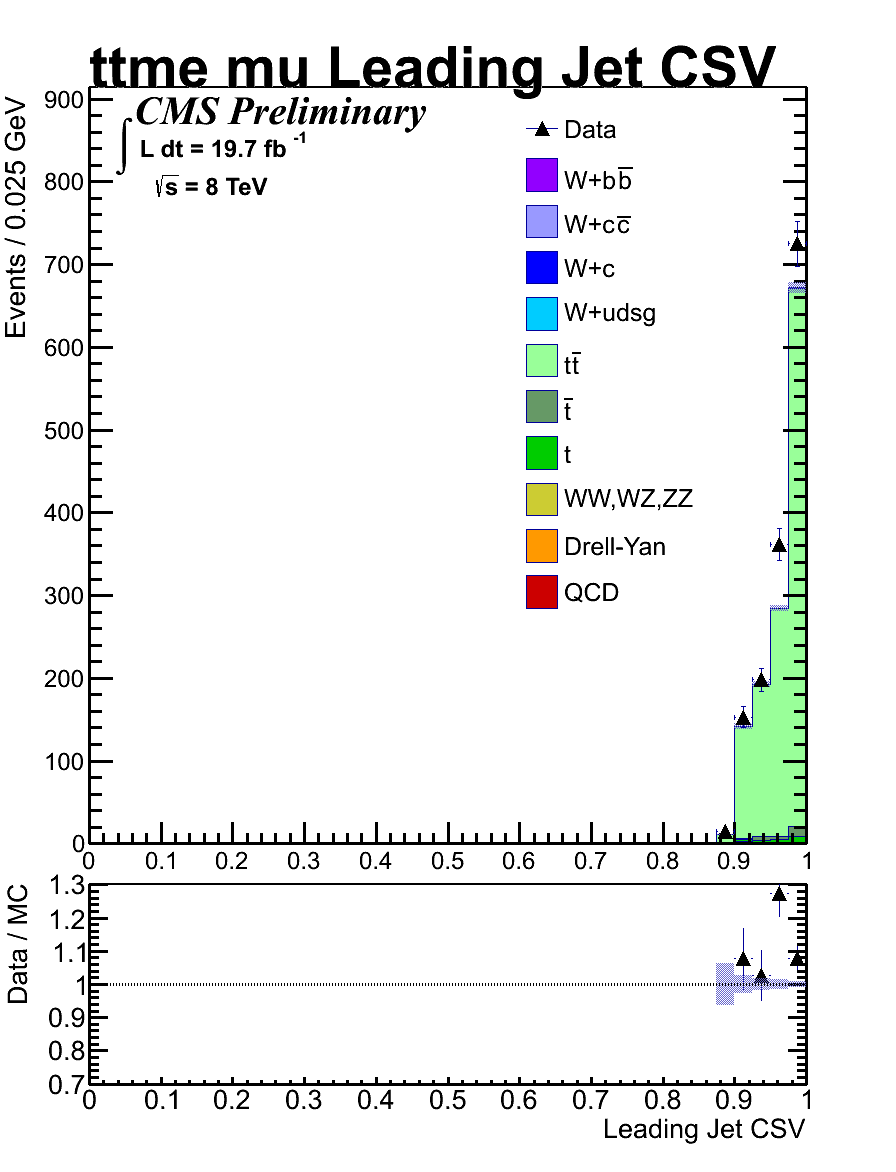 ttme mu Leading Jet CSV
CMS Preliminary
∫ L dt = 19.7 fb⁻¹
√s = 8 TeV
Events / 0.025 GeV
900
800
700
600
500
400
300
200
100
0
Data
W+bb̅
W+cc̅
W+c
W+udsg
tt̅
t̅
t
WW,WZ,ZZ
Drell-Yan
QCD
0 0.1 0.2 0.3 0.4 0.5 0.6 0.7 0.8 0.9 1
Data / MC
1.3
1.2
1.1
1
0.9
0.8
0.7
0 0.1 0.2 0.3 0.4 0.5 0.6 0.7 0.8 0.9 1
Leading Jet CSV